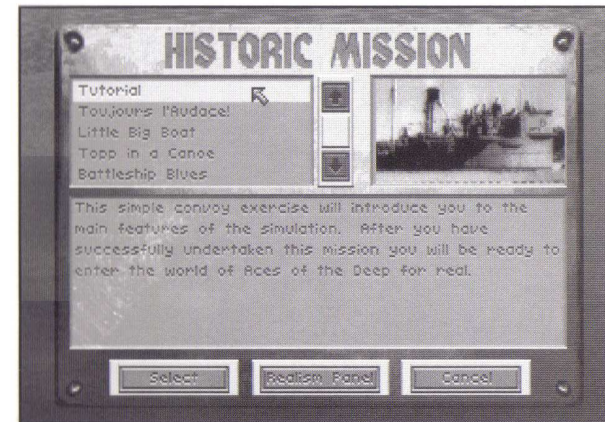 HISTORIC MISSION
Tutorial
Toujours l'Audace!
Little Big Boat
Topp in a Canoe
Battleship Blues
This simple convoy exercise will introduce you to the
main features of the simulation. After you have
successfully undertaken this mission you will be ready to
enter the world of Aces of the Deep for real.
Select
Realism Panel
Cancel